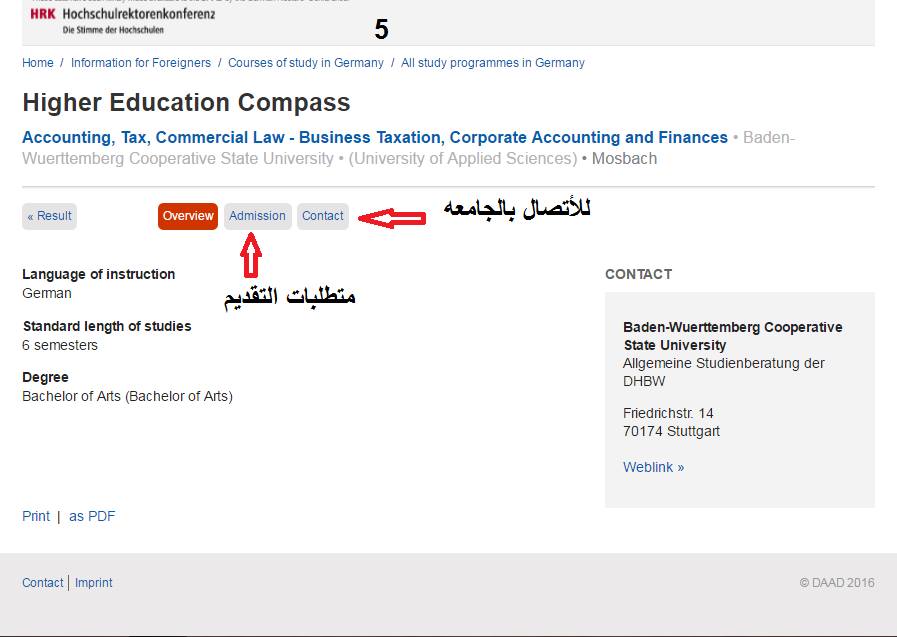 HRK Hochschulrektorenkonferenz
Die Stimme der Hochschulen
5
Home / Information for Foreigners / Courses of study in Germany / All study programmes in Germany
Higher Education Compass
Accounting, Tax, Commercial Law - Business Taxation, Corporate Accounting and Finances • Baden-
Wuerttemberg Cooperative State University • (University of Applied Sciences) • Mosbach
« Result
Overview
Admission
Contact
للأتصال بالجامعه
متطلبات التقديم
Language of instruction
German
Standard length of studies
6 semesters
Degree
Bachelor of Arts (Bachelor of Arts)
CONTACT
Baden-Wuerttemberg Cooperative
State University
Allgemeine Studienberatung der
DHBW
Friedrichstr. 14
70174 Stuttgart
Weblink »
Print | as PDF
Contact | Imprint
© DAAD 2016